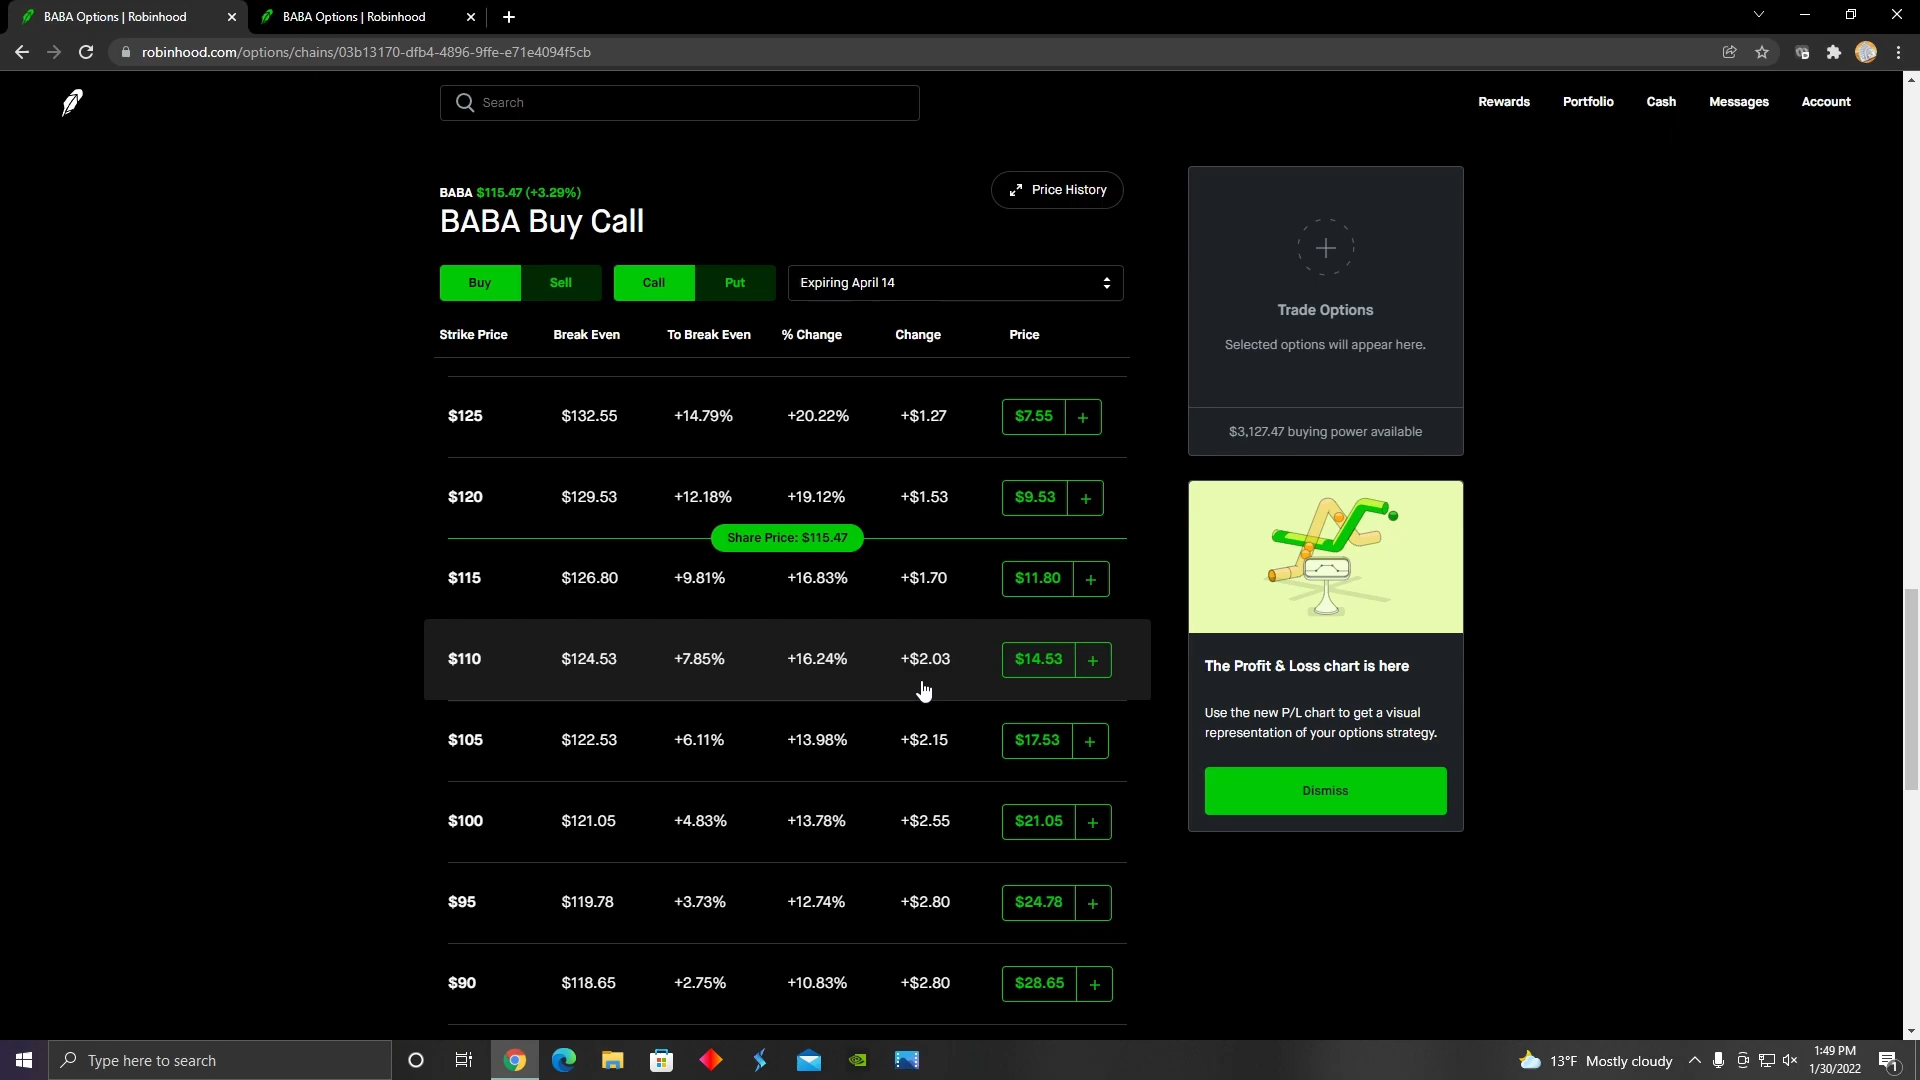 BABA Options | Robinhood
BABA Options | Robinhood
robinhood.com/options/chains/03b13170-dfb4-4896-9ffe-e71e4094f5cb
Search
Rewards Portfolio Cash Messages Account
BABA $115.47 (+3.29%)
BABA Buy Call
Price History
Buy Sell Call Put Expiring April 14
Strike Price Break Even To Break Even % Change Change Price
$125 $132.55 +14.79% +20.22% +$1.27 $7.55 +
$120 $129.53 +12.18% +19.12% +$1.53 $9.53 +
Share Price: $115.47
$115 $126.80 +9.81% +16.83% +$1.70 $11.80 +
$110 $124.53 +7.85% +16.24% +$2.03 $14.53 +
$105 $122.53 +6.11% +13.98% +$2.15 $17.53 +
$100 $121.05 +4.83% +13.78% +$2.55 $21.05 +
$95 $119.78 +3.73% +12.74% +$2.80 $24.78 +
$90 $118.65 +2.75% +10.83% +$2.80 $28.65 +
Trade Options
Selected options will appear here.
$3,127.47 buying power available
The Profit & Loss chart is here
Use the new P/L chart to get a visual
representation of your options strategy.
Dismiss
Type here to search
13°F Mostly cloudy
1:49 PM
1/30/2022
1